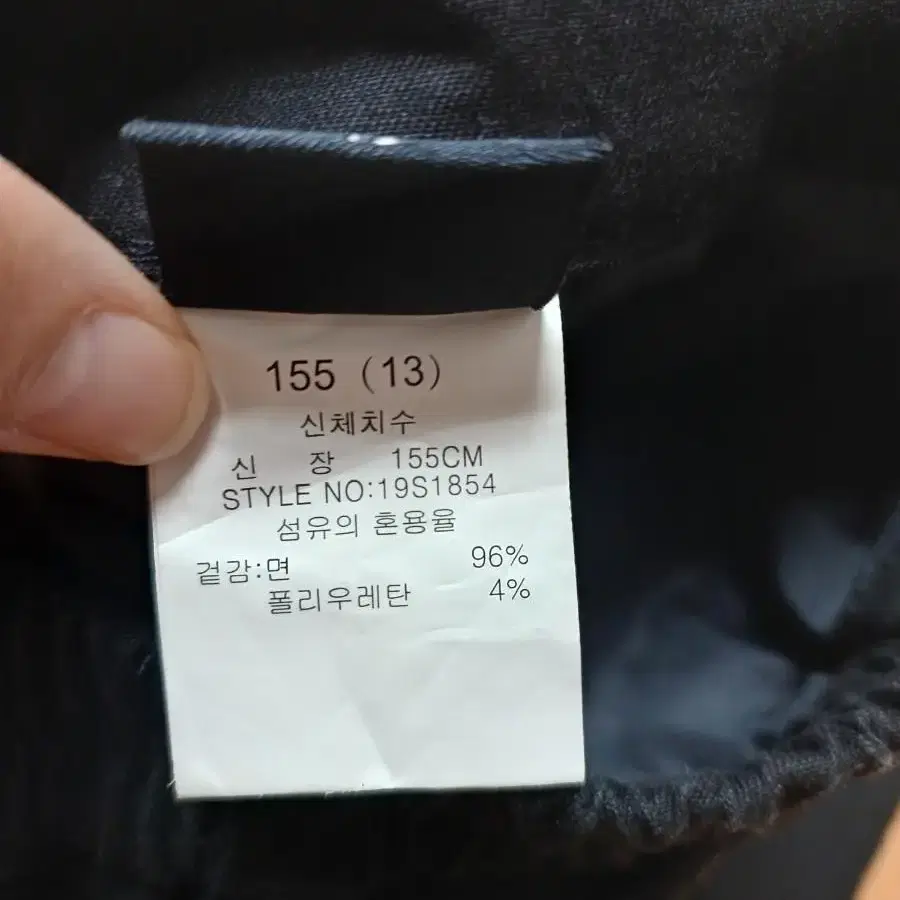 155 (13)
신체치수
신 장 155CM
STYLE NO:19S1854
섬유의 혼용율
겉감:면 96%
폴리우레탄 4%